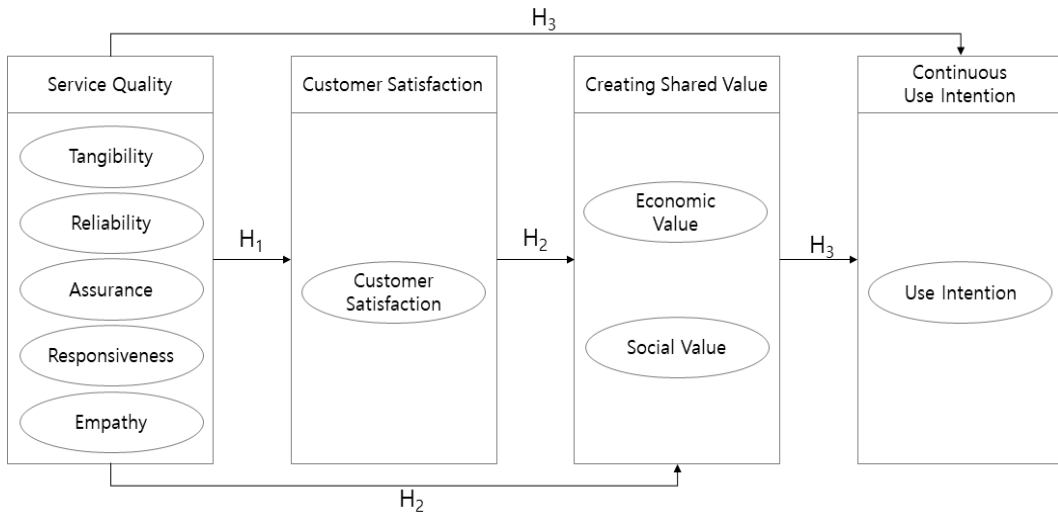 H3
Service Quality
Customer Satisfaction
Creating Shared Value
Continuous
Use Intention
Tangibility
Reliability
Assurance
Responsiveness
Empathy
H1
Customer
Satisfaction
H2
Economic
Value
Social Value
H3
Use Intention
H2